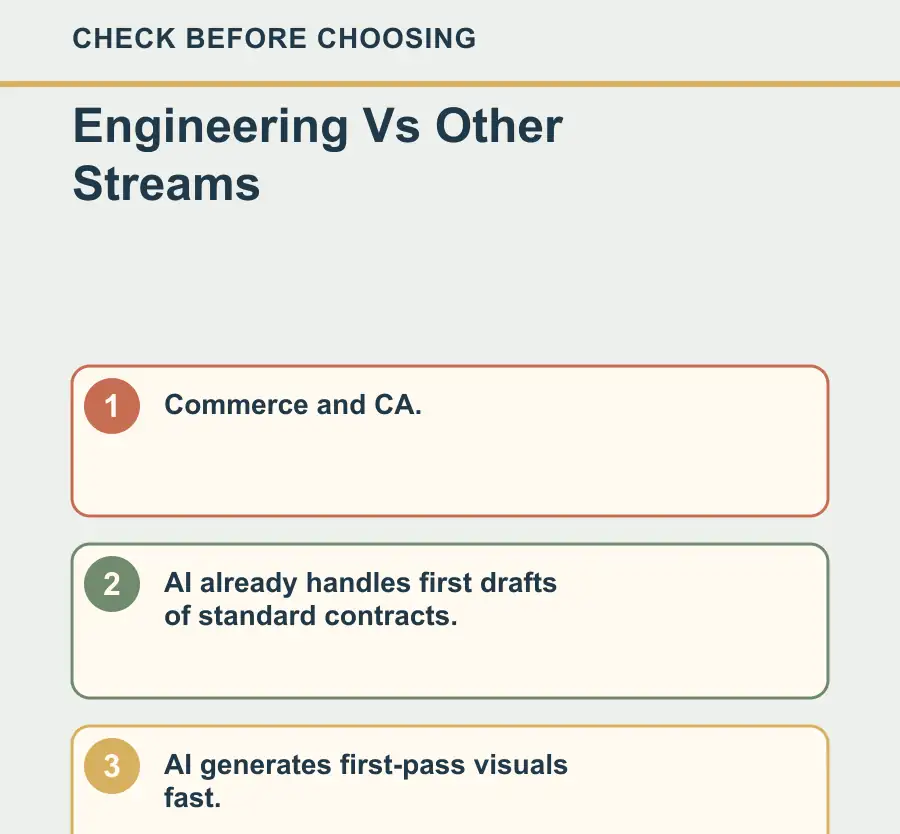 CHECK BEFORE CHOOSING
Engineering Vs Other
Streams
1
Commerce and CA.
2
AI already handles first drafts
of standard contracts.
3
AI generates first-pass visuals
fast.